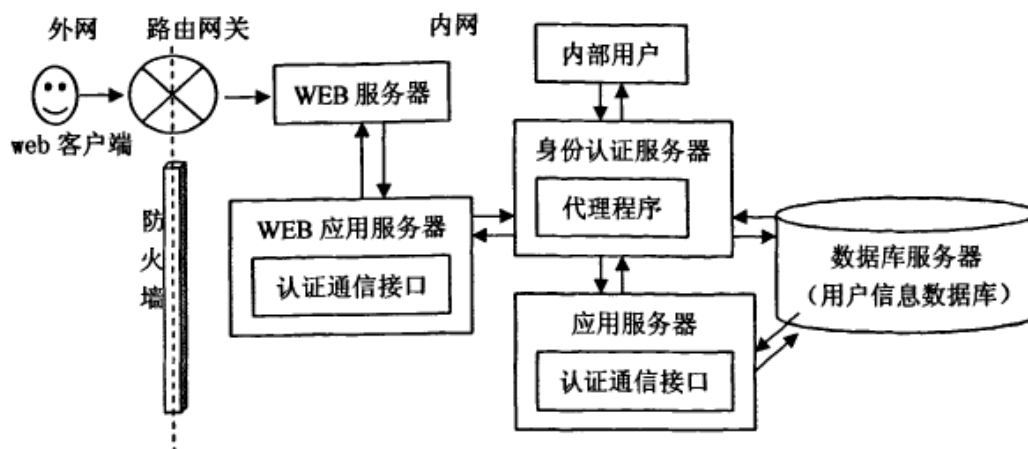 外网
路由网关
内网
web 客户端
WEB 服务器
内部用户
身份认证服务器
代理程序
防火墙
WEB 应用服务器
认证通信接口
应用服务器
认证通信接口
数据库服务器
（用户信息数据库）